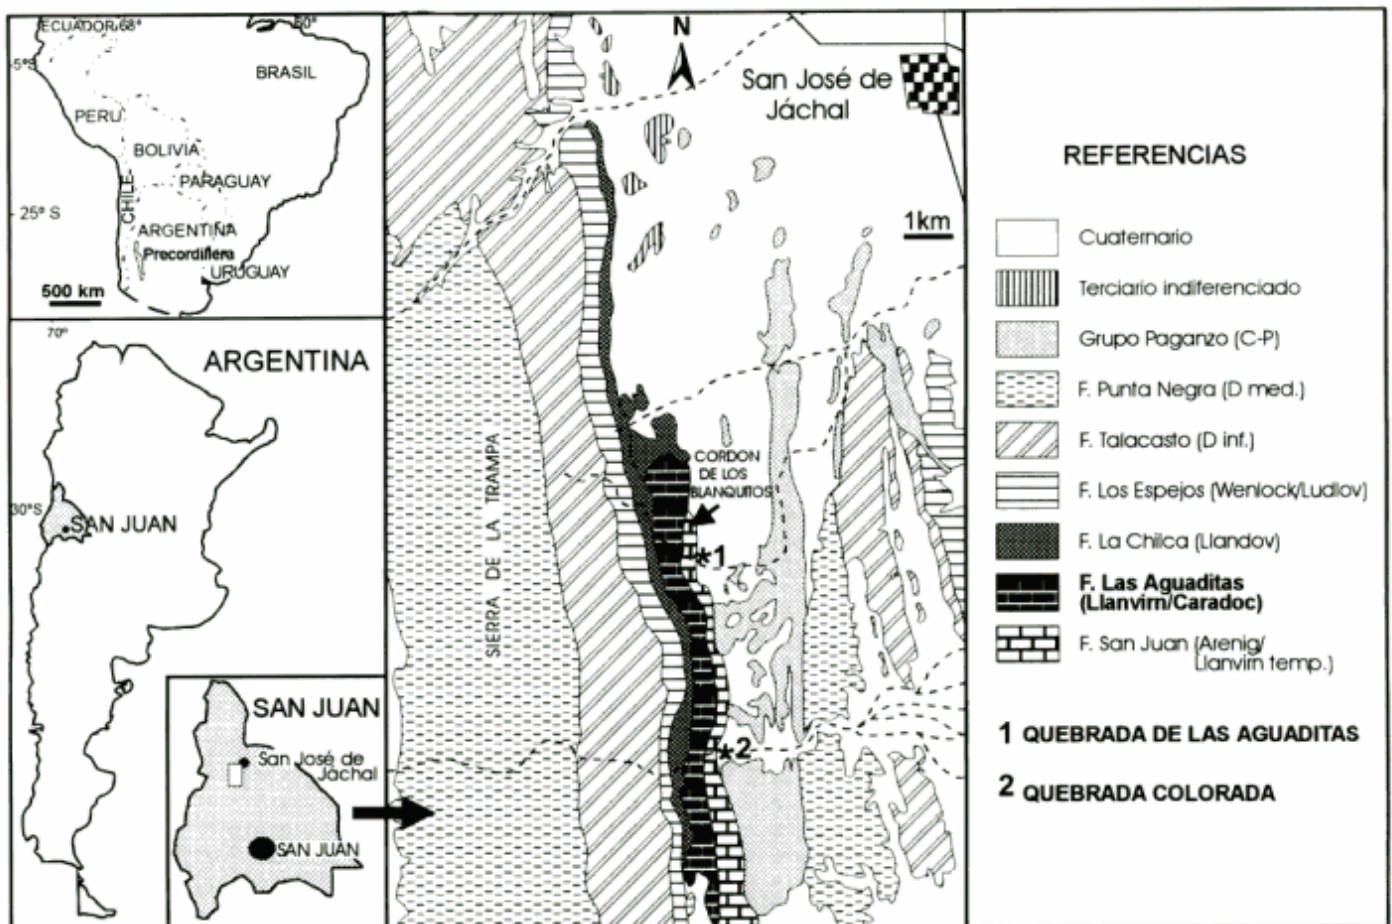 ECUADOR
68°
50°
5°S
BRASIL
PERU
BOLIVIA
PARAGUAY
CHILE
25° S
ARGENTINA
Precordillera
URUGUAY
500 km
70°
ARGENTINA
30°S
SAN JUAN
SAN JUAN
San José de
Jáchal
SAN JUAN
N
San José de
Jáchal
1km
CORDON
DE LOS
BLANQUITOS
*1
SIERRA DE LA TRAMPA
*2
REFERENCIAS
Cuaternario
Terciario indiferenciado
Grupo Paganzo (C-P)
F. Punta Negra (D med.)
F. Talacasto (D inf.)
F. Los Espejos (Wenlock/Ludlov)
F. La Chilca (Llandov)
F. Las Aguaditas
(Llanvirn/Caradoc)
F. San Juan (Arenig/
Llanvirn temp.)
1 QUEBRADA DE LAS AGUADITAS
2 QUEBRADA COLORADA